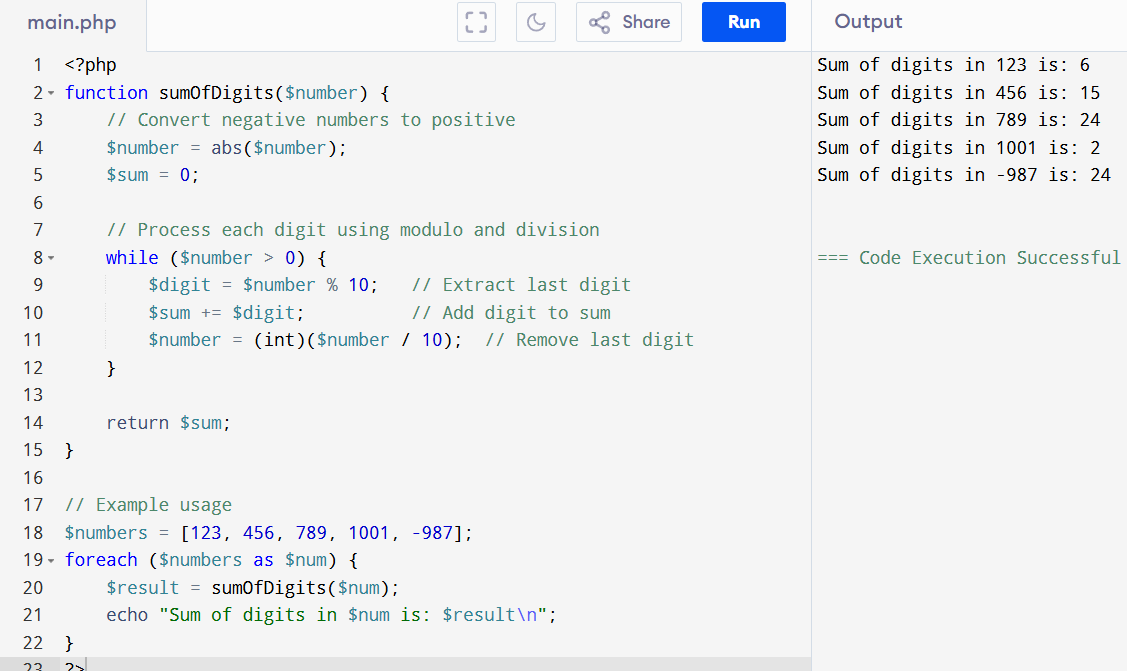 main.php
Share
Run
Output
1 <?php
2 function sumOfDigits($number) {
3     // Convert negative numbers to positive
4     $number = abs($number);
5     $sum = 0;
6
7     // Process each digit using modulo and division
8     while ($number > 0) {
9         $digit = $number % 10;   // Extract last digit
10         $sum += $digit;          // Add digit to sum
11         $number = (int)($number / 10);  // Remove last digit
12     }
13
14     return $sum;
15 }
16
17 // Example usage
18 $numbers = [123, 456, 789, 1001, -987];
19 foreach ($numbers as $num) {
20     $result = sumOfDigits($num);
21     echo "Sum of digits in $num is: $result\n";
22 }
23 ?>
Sum of digits in 123 is: 6
Sum of digits in 456 is: 15
Sum of digits in 789 is: 24
Sum of digits in 1001 is: 2
Sum of digits in -987 is: 24
=== Code Execution Successful